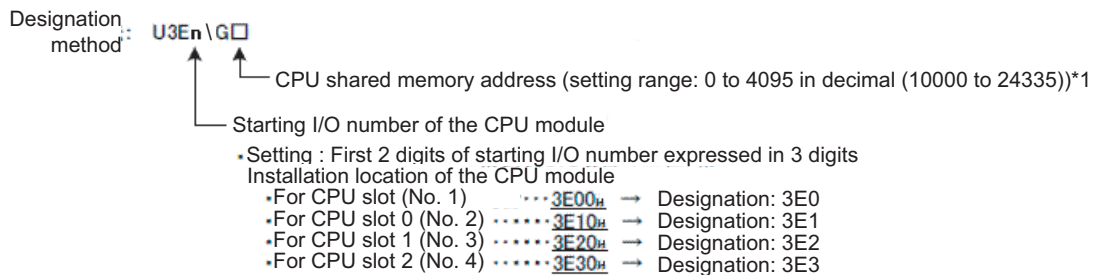 Designation
method :: U3En\G□
CPU shared memory address (setting range: 0 to 4095 in decimal (10000 to 24335))*1
Starting I/O number of the CPU module
•Setting : First 2 digits of starting I/O number expressed in 3 digits
Installation location of the CPU module
•For CPU slot (No. 1) ···3E00H → Designation: 3E0
•For CPU slot 0 (No. 2) ······3E10H → Designation: 3E1
•For CPU slot 1 (No. 3) ······3E20H → Designation: 3E2
•For CPU slot 2 (No. 4) ······3E30H → Designation: 3E3